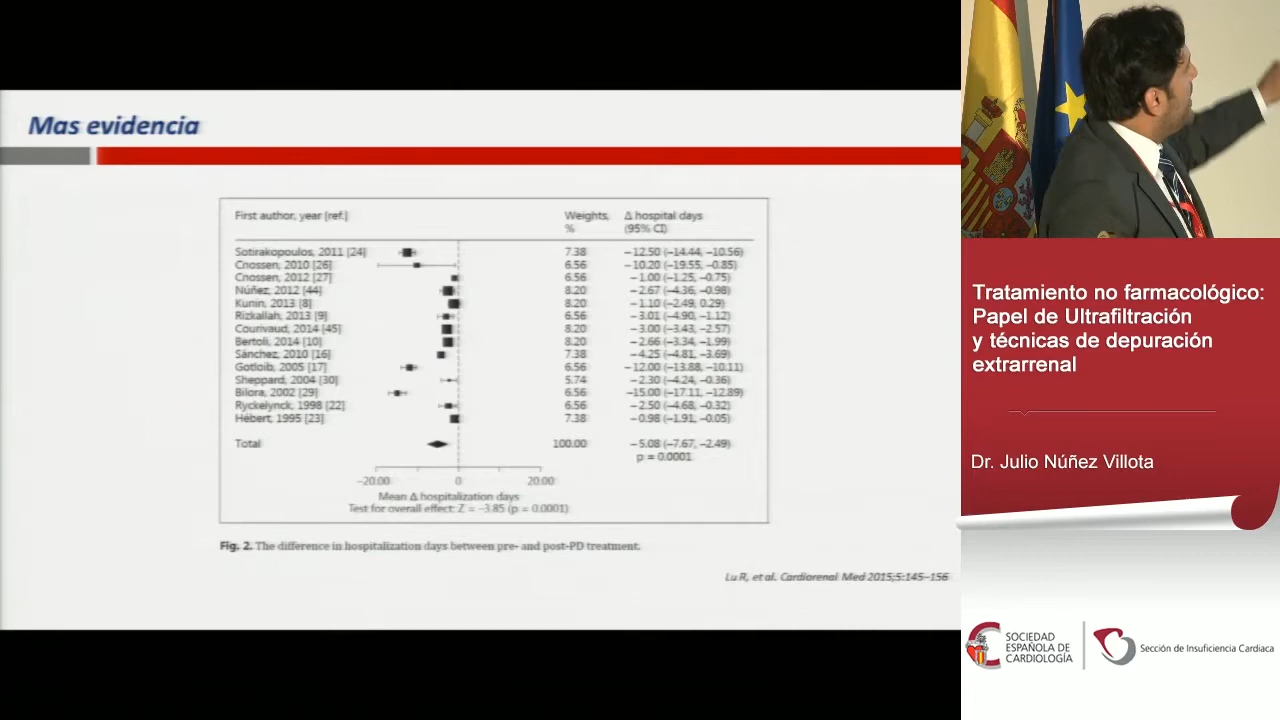 Mas evidencia
First author, year [ref.] Weights, % Δ hospital days (95% CI)
Sotirakopoulos, 2011 [24] 7.38 −12.50 (−14.44, −10.56)
Cnossen, 2010 [26] 6.56 −10.20 (−19.55, −0.85)
Cnossen, 2012 [27] 6.56 −1.00 (−1.25, −0.75)
Núñez, 2012 [44] 8.20 −2.67 (−4.36, −0.98)
Kunin, 2013 [8] 8.20 −1.10 (−2.49, 0.29)
Rizkallah, 2013 [9] 6.56 −3.01 (−4.90, −1.12)
Courivaud, 2014 [45] 8.20 −3.00 (−3.43, −2.57)
Bertoli, 2014 [10] 8.20 −2.66 (−3.34, −1.99)
Sánchez, 2010 [16] 7.38 −4.25 (−4.81, −3.69)
Gotloib, 2005 [17] 6.56 −12.00 (−13.88, −10.11)
Sheppard, 2004 [30] 5.74 −2.30 (−4.24, −0.36)
Bilora, 2002 [29] 6.56 −15.00 (−17.11, −12.89)
Ryckelynck, 1998 [22] 6.56 −2.50 (−4.68, −0.32)
Hébert, 1995 [23] 7.38 −0.98 (−1.91, −0.05)
Total 100.00 −5.08 (−7.67, −2.49)
p = 0.0001
−20.00 0 20.00
Mean Δ hospitalization days
Test for overall effect: Z = −3.85 (p = 0.0001)
Fig. 2. The difference in hospitalization days between pre- and post-PD treatment.
Lu R, et al. Cardiorenal Med 2015;5:145–156
Tratamiento no farmacológico:
Papel de Ultrafiltración
y técnicas de depuración
extrarrenal
Dr. Julio Núñez Villota
SOCIEDAD
ESPAÑOLA DE
CARDIOLOGÍA
Sección de Insuficiencia Cardiaca